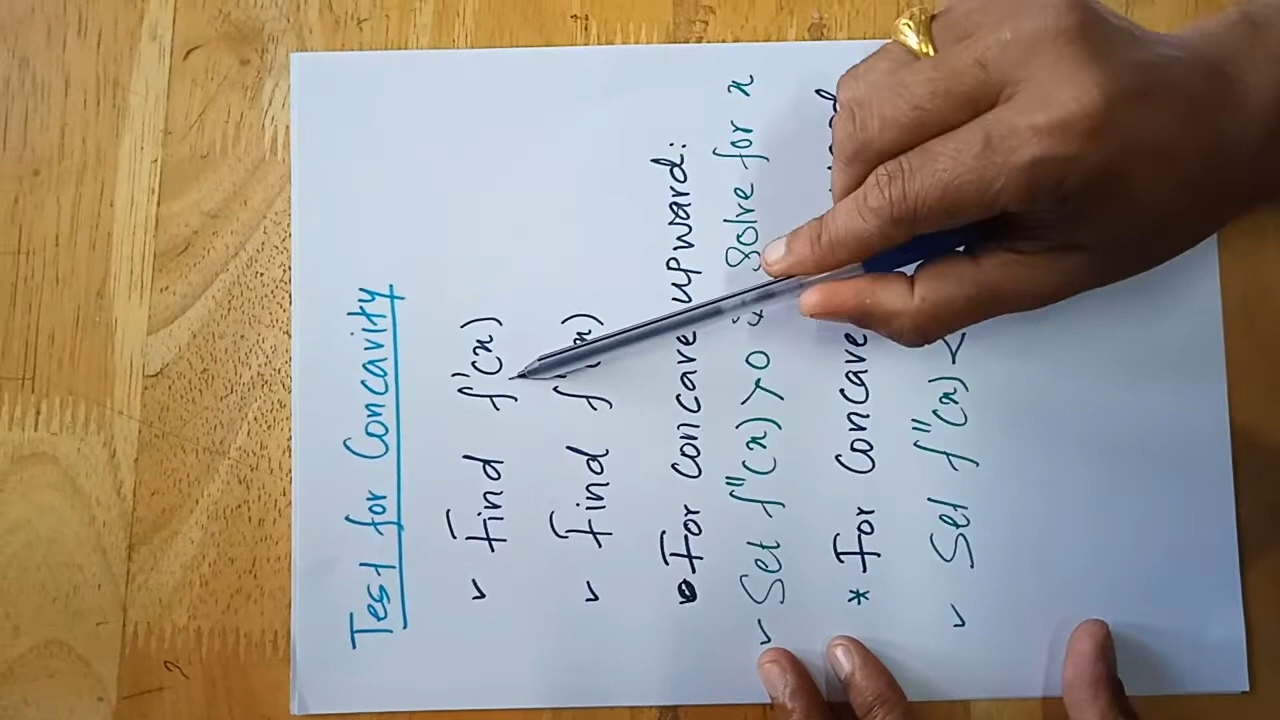 Test for Concavity
✓ Find f'(x)
✓ Find f (x)
• For concave upward:
✓ Set f"(x) > 0 & solve for x
* For Concave
✓ Set f"(x) <